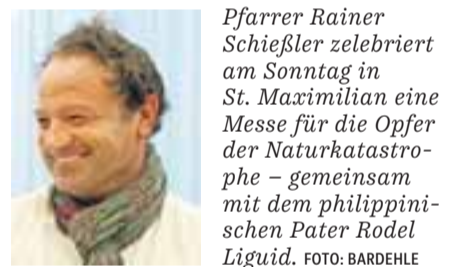 Pfarrer Rainer
Schießler zelebriert
am Sonntag in
St. Maximilian eine
Messe für die Opfer
der Naturkatastro-
phe – gemeinsam
mit dem philippini-
schen Pater Rodel
Liguid. FOTO: BARDEHLE